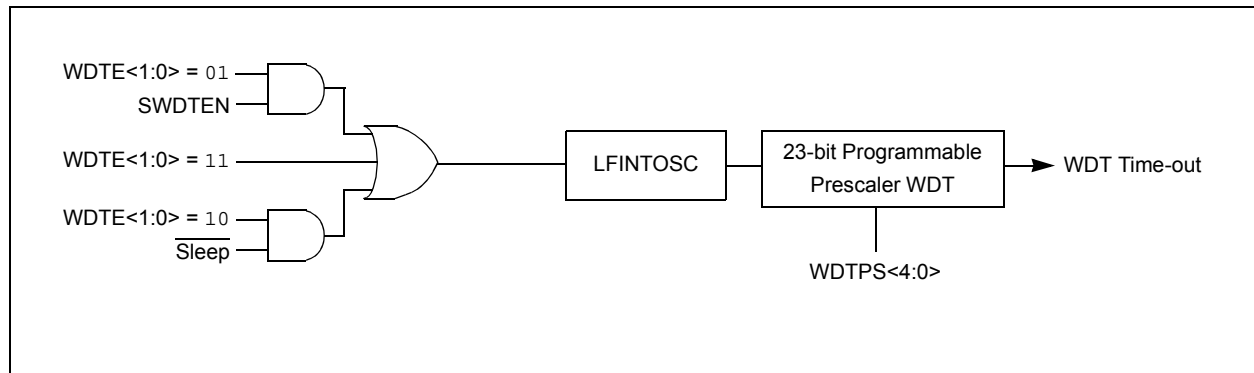 WDTE<1:0> = 01
SWDTEN
WDTE<1:0> = 11
WDTE<1:0> = 10
Sleep
LFINTOSC
23-bit Programmable
Prescaler WDT
WDT Time-out
WDTPS<4:0>